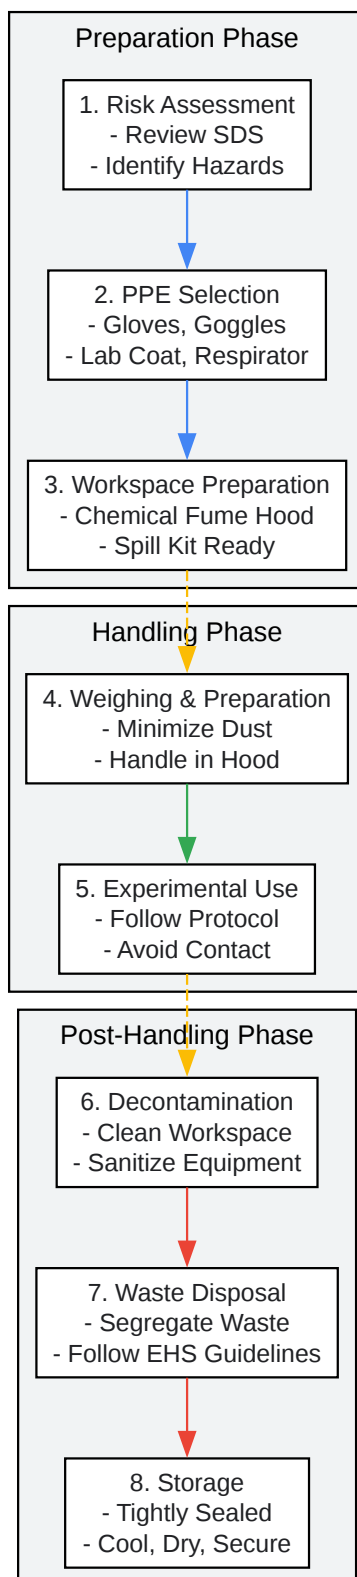 Preparation Phase
1. Risk Assessment
- Review SDS
- Identify Hazards
2. PPE Selection
- Gloves, Goggles
- Lab Coat, Respirator
3. Workspace Preparation
- Chemical Fume Hood
- Spill Kit Ready
Handling Phase
4. Weighing & Preparation
- Minimize Dust
- Handle in Hood
5. Experimental Use
- Follow Protocol
- Avoid Contact
Post-Handling Phase
6. Decontamination
- Clean Workspace
- Sanitize Equipment
7. Waste Disposal
- Segregate Waste
- Follow EHS Guidelines
8. Storage
- Tightly Sealed
- Cool, Dry, Secure